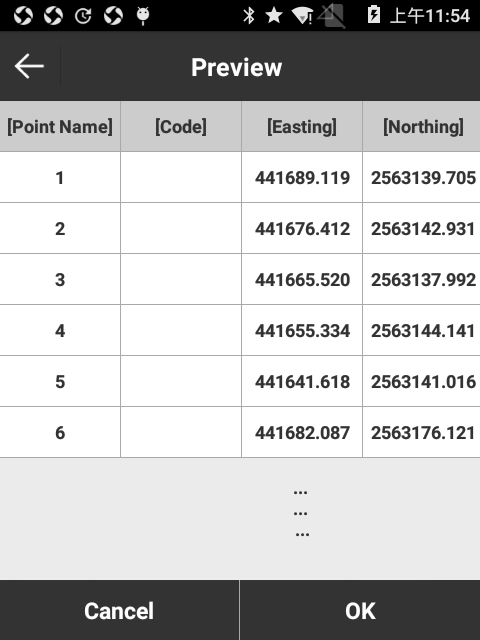 上午11:54
Preview
[Point Name] [Code] [Easting] [Northing]
1 441689.119 2563139.705
2 441676.412 2563142.931
3 441665.520 2563137.992
4 441655.334 2563144.141
5 441641.618 2563141.016
6 441682.087 2563176.121
...
...
...
Cancel OK